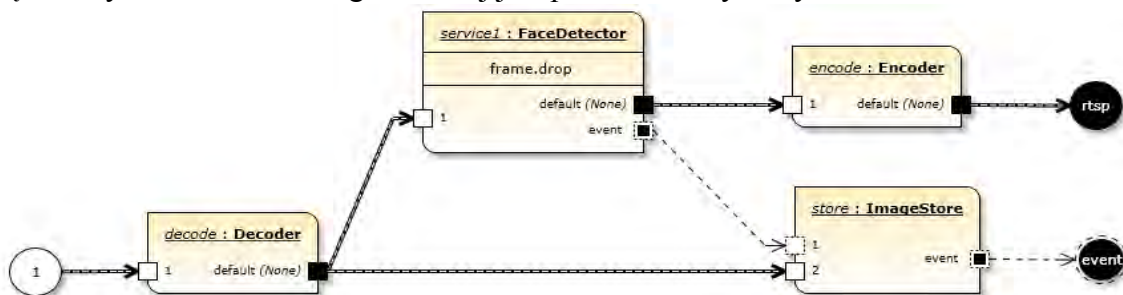 service1 : FaceDetector
frame.drop
default (None)
1
event
encode : Encoder
1
default (None)
rtsp
decode : Decoder
1
default (None)
1
store : ImageStore
1
event
2
event